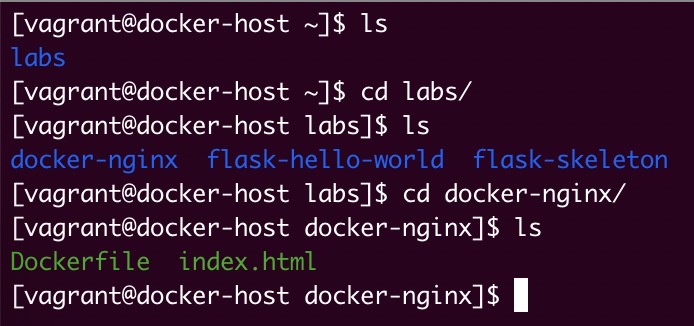 [vagrant@docker-host ~]$ ls
labs
[vagrant@docker-host ~]$ cd labs/
[vagrant@docker-host labs]$ ls
docker-nginx  flask-hello-world  flask-skeleton
[vagrant@docker-host labs]$ cd docker-nginx/
[vagrant@docker-host docker-nginx]$ ls
Dockerfile  index.html
[vagrant@docker-host docker-nginx]$